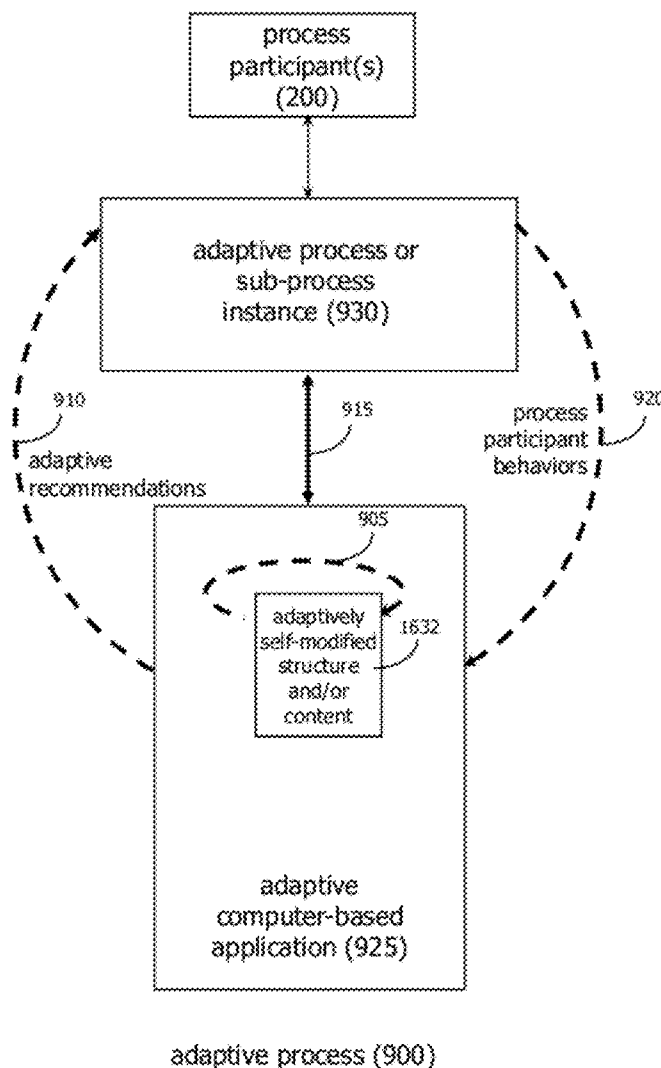 process
participant(s)
(200)
adaptive process or
sub-process
instance (930)
910
915
920
adaptive
recommendations
process
participant
behaviors
905
adaptively
self-modified
structure
and/or
content
1632
adaptive
computer-based
application (925)
adaptive process (900)